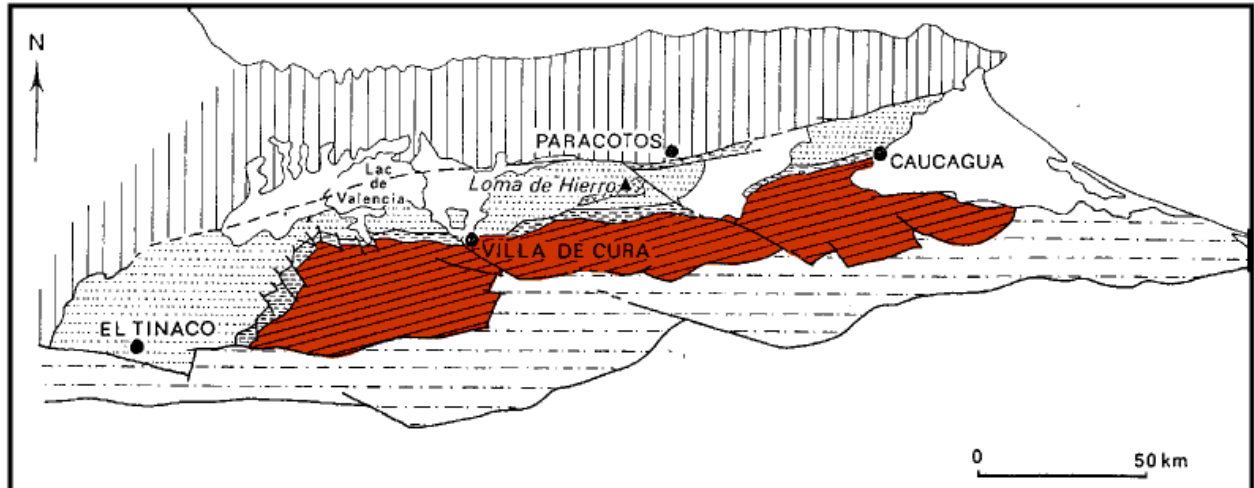 N
PARACOTOS
CAUCAGUA
Lac
de
Valencia
Loma de Hierro
VILLA DE CURA
EL TINACO
0 50 km